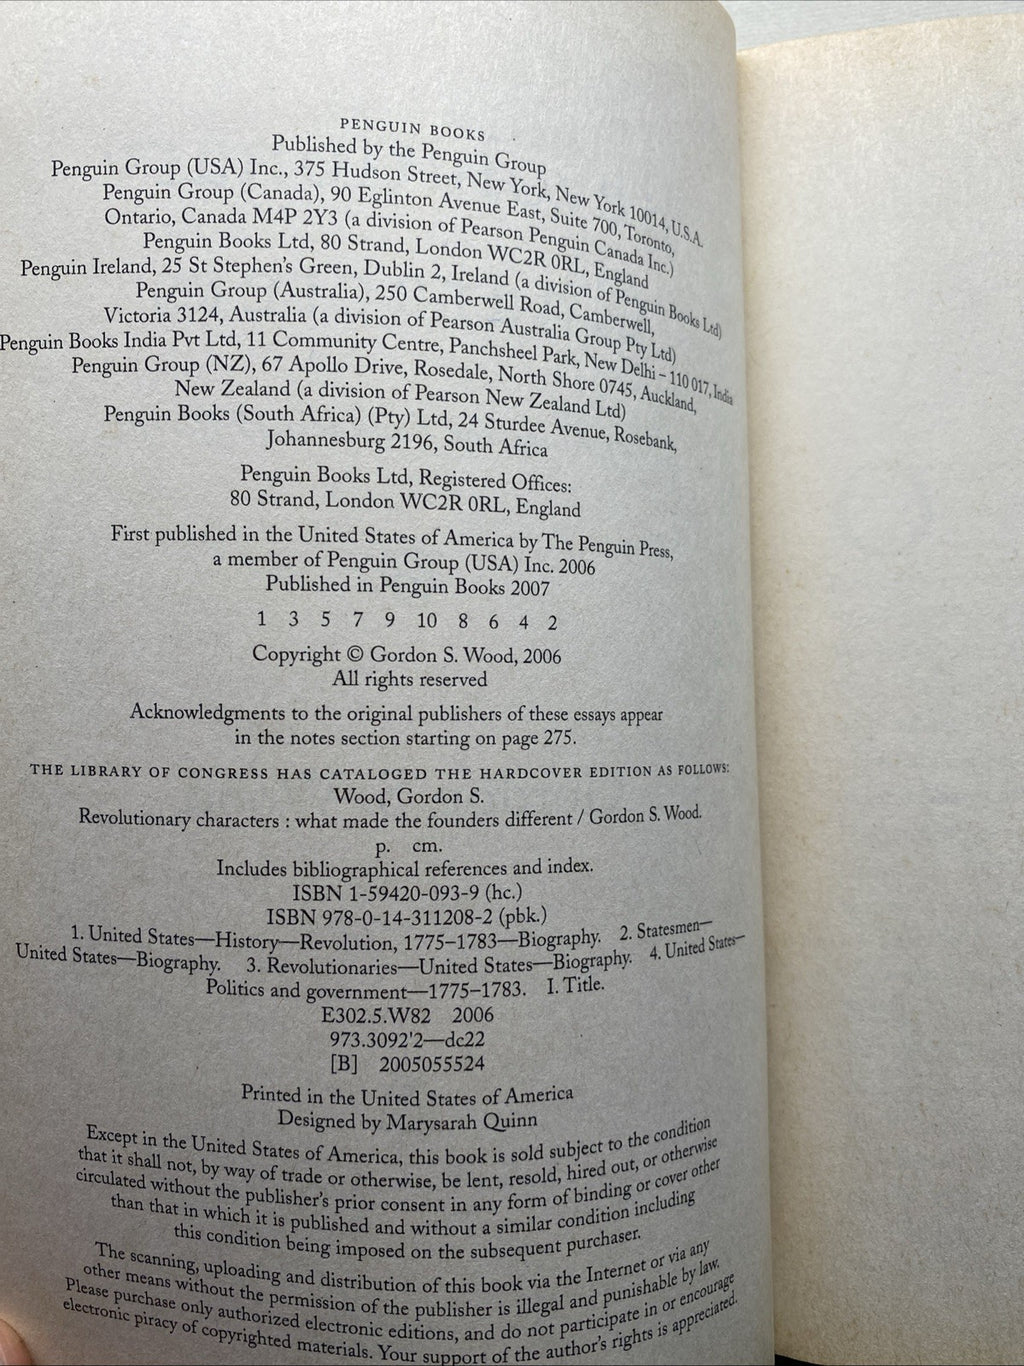 PENGUIN BOOKS
Published by the Penguin Group
Penguin Group (USA) Inc., 375 Hudson Street, New York, New York 10014, U.S.A.
Penguin Group (Canada), 90 Eglinton Avenue East, Suite 700, Toronto,
Ontario, Canada M4P 2Y3 (a division of Pearson Penguin Canada Inc.)
Penguin Books Ltd, 80 Strand, London WC2R 0RL, England
Penguin Ireland, 25 St Stephen's Green, Dublin 2, Ireland (a division of Penguin Books Ltd)
Penguin Group (Australia), 250 Camberwell Road, Camberwell,
Victoria 3124, Australia (a division of Pearson Australia Group Pty Ltd)
Penguin Books India Pvt Ltd, 11 Community Centre, Panchsheel Park, New Delhi – 110 017, India
Penguin Group (NZ), 67 Apollo Drive, Rosedale, North Shore 0745, Auckland,
New Zealand (a division of Pearson New Zealand Ltd)
Penguin Books (South Africa) (Pty) Ltd, 24 Sturdee Avenue, Rosebank,
Johannesburg 2196, South Africa
Penguin Books Ltd, Registered Offices:
80 Strand, London WC2R 0RL, England
First published in the United States of America by The Penguin Press,
a member of Penguin Group (USA) Inc. 2006
Published in Penguin Books 2007
1 3 5 7 9 10 8 6 4 2
Copyright © Gordon S. Wood, 2006
All rights reserved
Acknowledgments to the original publishers of these essays appear
in the notes section starting on page 275.
THE LIBRARY OF CONGRESS HAS CATALOGED THE HARDCOVER EDITION AS FOLLOWS:
Wood, Gordon S.
Revolutionary characters : what made the founders different / Gordon S. Wood.
p. cm.
Includes bibliographical references and index.
ISBN 1-59420-093-9 (hc.)
ISBN 978-0-14-311208-2 (pbk.)
1. United States—History—Revolution, 1775–1783—Biography. 2. Statesmen—
United States—Biography. 3. Revolutionaries—United States—Biography. 4. United States—
Politics and government—1775–1783. I. Title.
E302.5.W82 2006
973.3092'2—dc22
[B] 2005055524
Printed in the United States of America
Designed by Marysarah Quinn
Except in the United States of America, this book is sold subject to the condition
that it shall not, by way of trade or otherwise, be lent, resold, hired out, or otherwise
circulated without the publisher's prior consent in any form of binding or cover other
than that in which it is published and without a similar condition including
this condition being imposed on the subsequent purchaser.
The scanning, uploading and distribution of this book via the Internet or via any
other means without the permission of the publisher is illegal and punishable by law.
Please purchase only authorized electronic editions, and do not participate in or encourage
electronic piracy of copyrighted materials. Your support of the author's rights is appreciated.